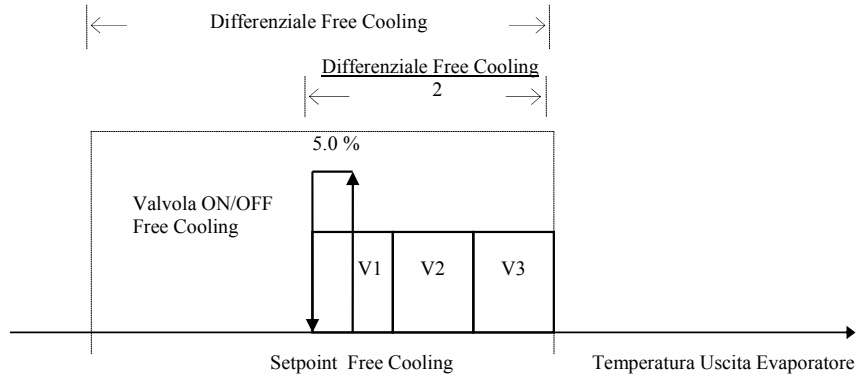 Differenziale Free Cooling
Differenziale Free Cooling
2
5.0 %
Valvola ON/OFF
Free Cooling
V1
V2
V3
Setpoint Free Cooling
Temperatura Uscita Evaporatore